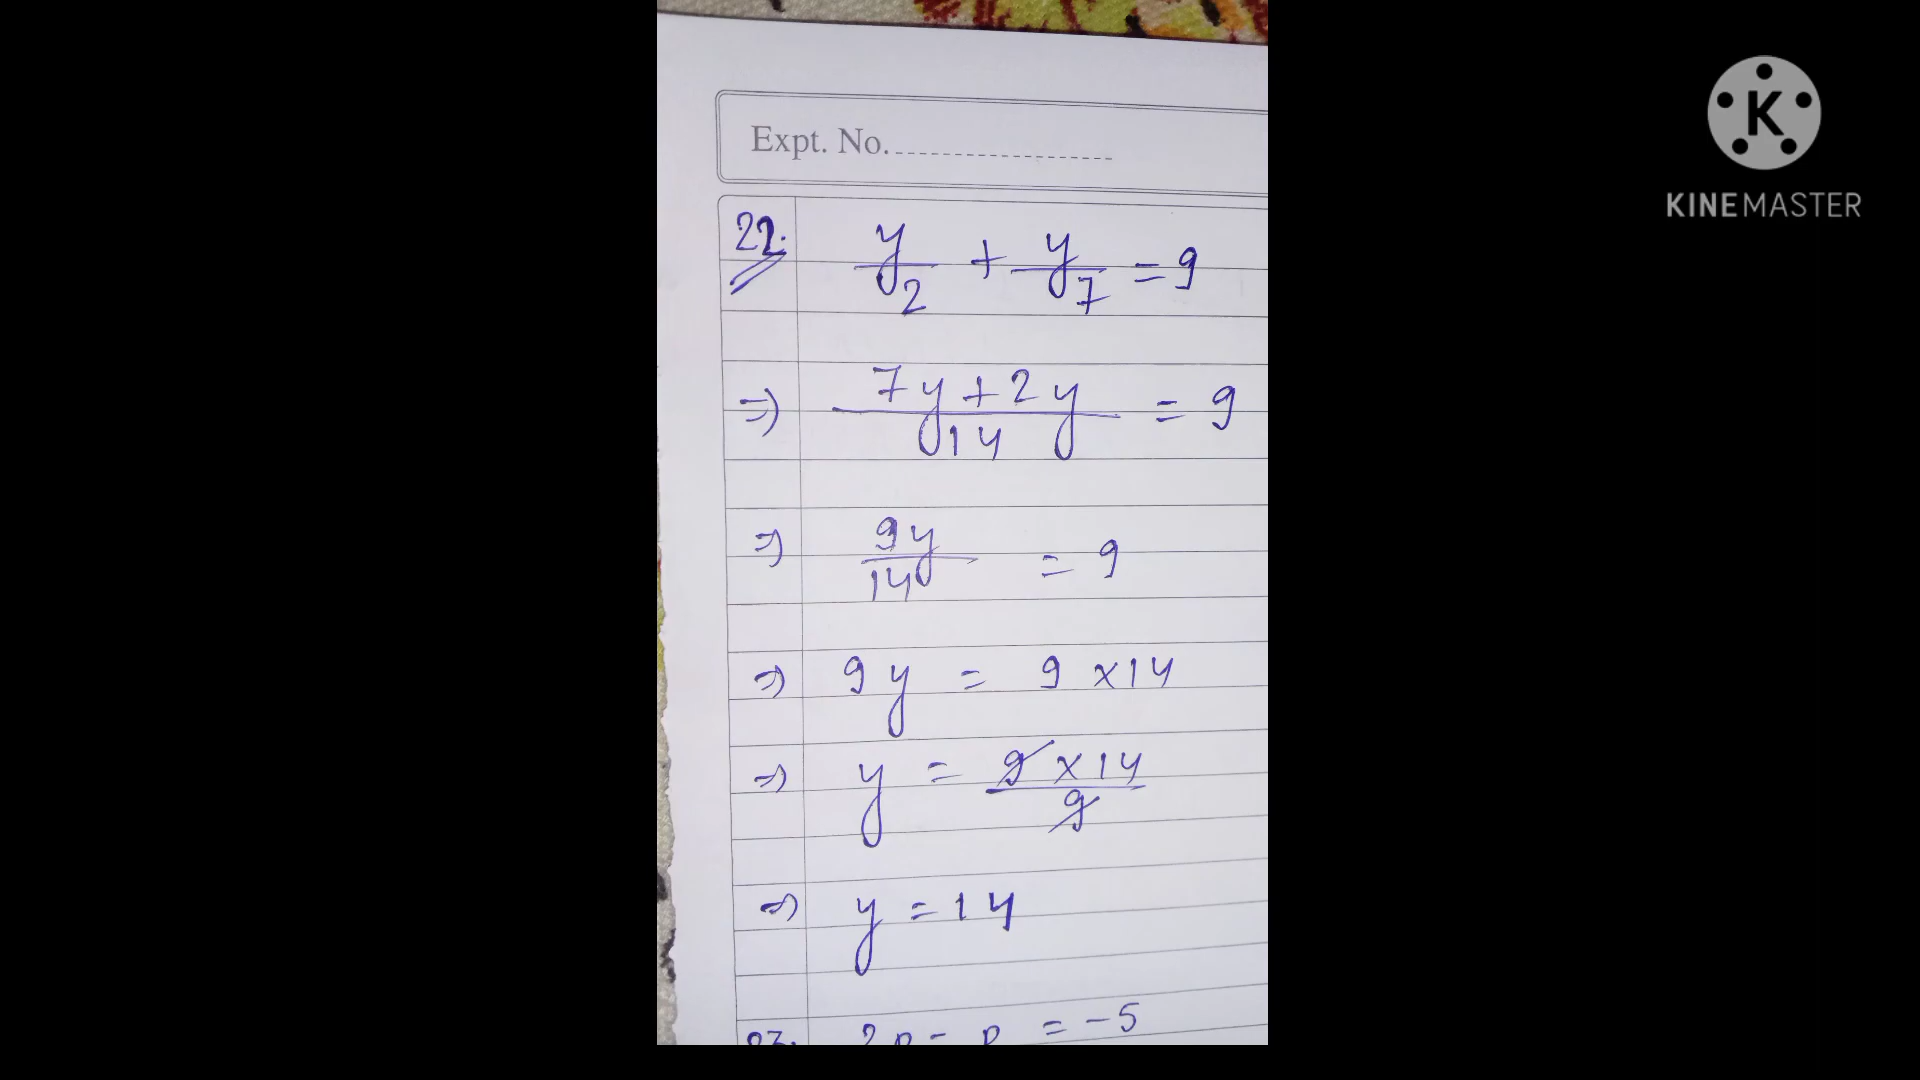 Expt. No.
22. y/2 + y/7 = 9
⇒ 7y + 2y / 14 = 9
⇒ 9y/14 = 9
⇒ 9y = 9 × 14
⇒ y = 9 × 14 / 9
⇒ y = 14
= -5
K
KINEMASTER